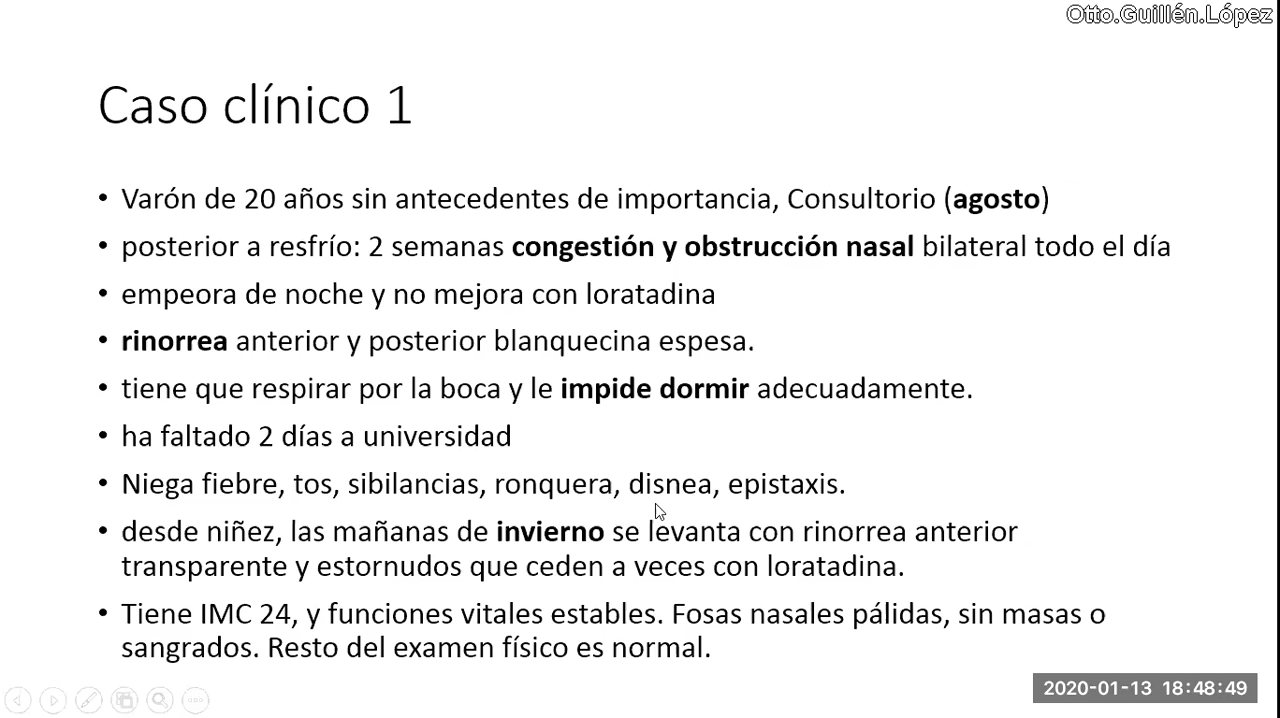 Otto.Guillén.López
Caso clínico 1
• Varón de 20 años sin antecedentes de importancia, Consultorio (agosto)
• posterior a resfrío: 2 semanas congestión y obstrucción nasal bilateral todo el día
• empeora de noche y no mejora con loratadina
• rinorrea anterior y posterior blanquecina espesa.
• tiene que respirar por la boca y le impide dormir adecuadamente.
• ha faltado 2 días a universidad
• Niega fiebre, tos, sibilancias, ronquera, disnea, epistaxis.
• desde niñez, las mañanas de invierno se levanta con rinorrea anterior
transparente y estornudos que ceden a veces con loratadina.
• Tiene IMC 24, y funciones vitales estables. Fosas nasales pálidas, sin masas o
sangrados. Resto del examen físico es normal.
2020-01-13 18:48:49